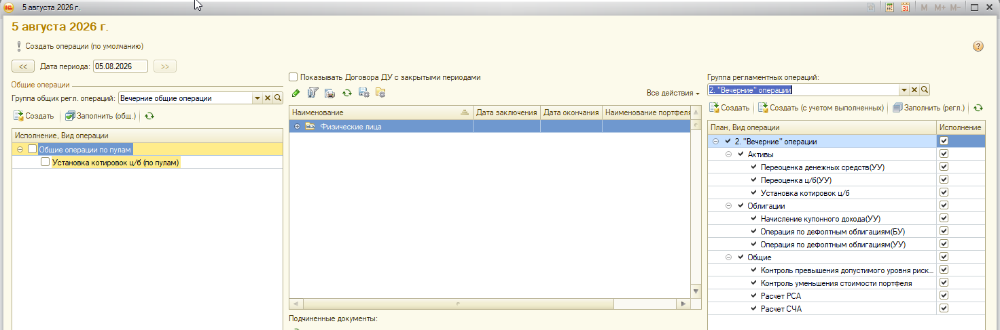 5 августа 2026 г.
M M+ M-
5 августа 2026 г.
Создать операции (по умолчанию)
<< Дата периода: 05.08.2026 >>
Общие операции
Группа общих регл. операций: Вечерние общие операции
Создать Заполнить (общ.)
Исполнение, Вид операции
Общие операции по пулам
Установка котировок ц/б (по пулам)
Показывать Договора ДУ с закрытыми периодами
Все действия
Наименование Дата заключения Дата окончания Наименование портфеля
Физические лица
Подчиненные документы:
Группа регламентных операций:
2. "Вечерние" операции
Создать Создать (с учетом выполненных) Заполнить (регл.)
План, Вид операции Исполнение
2. "Вечерние" операции
Активы
Переоценка денежных средств(УУ)
Переоценка ц/б(УУ)
Установка котировок ц/б
Облигации
Начисление купонного дохода(УУ)
Операция по дефолтным облигациям(БУ)
Операция по дефолтным облигациям(УУ)
Общие
Контроль превышения допустимого уровня риск...
Контроль уменьшения стоимости портфеля
Расчет РСА
Расчет СЧА